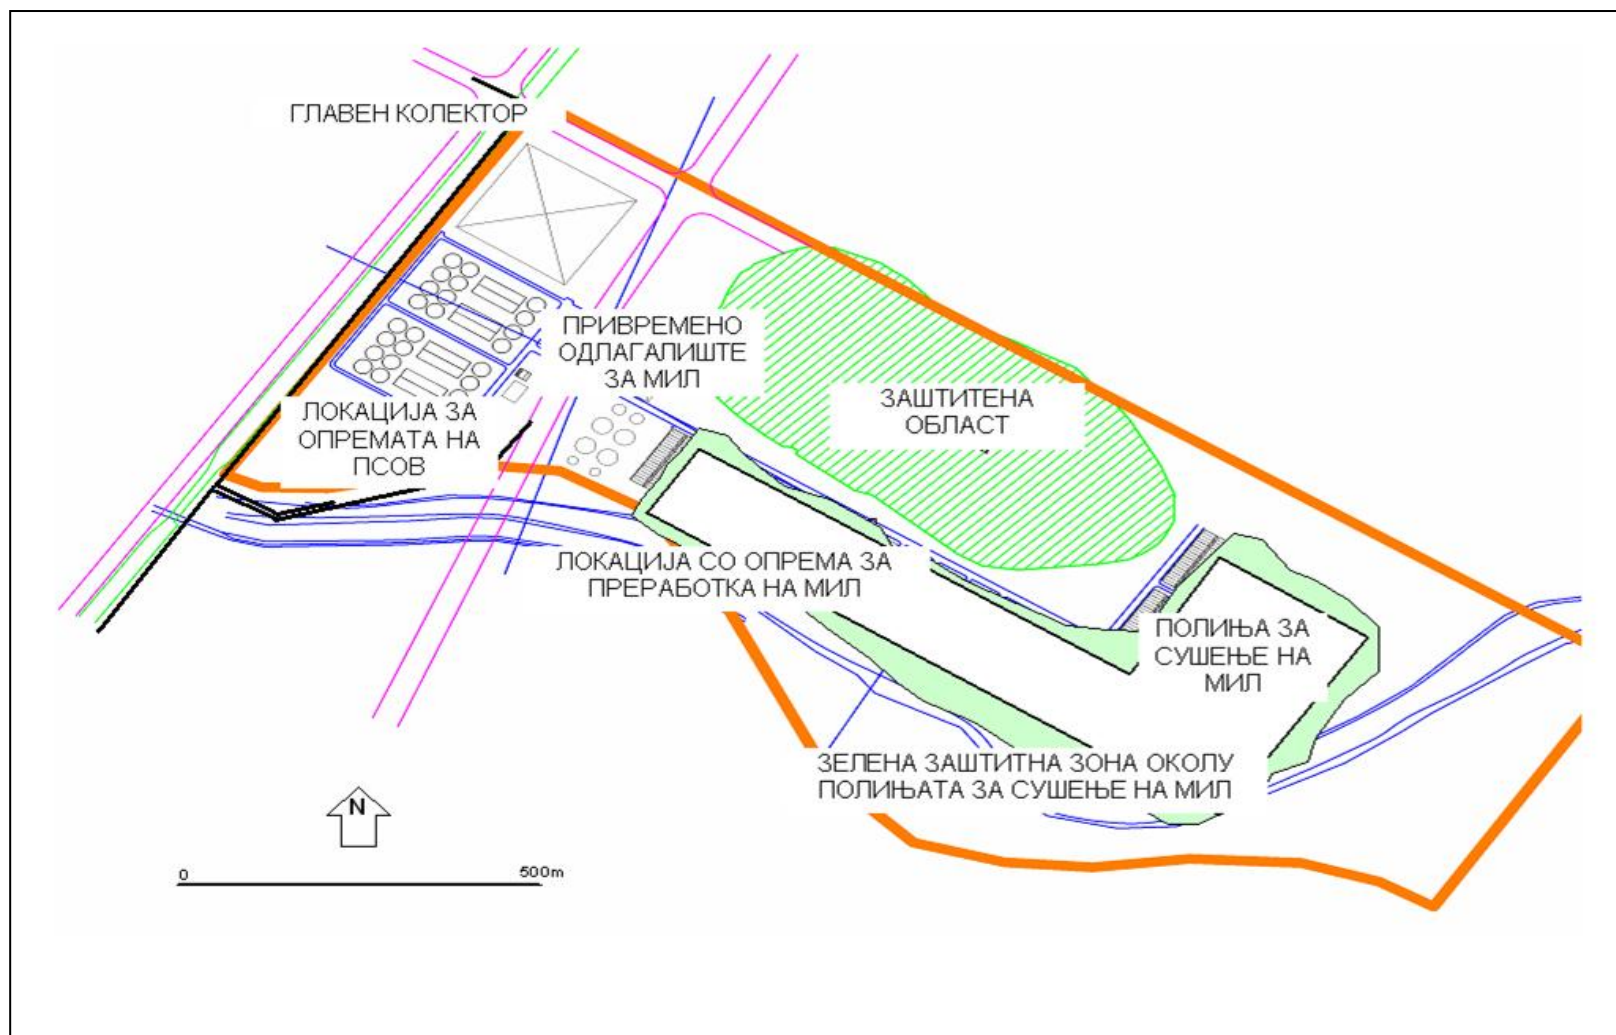 ГЛАВЕН КОЛЕКТОР
ПРИВРЕМЕНО
ОДЛАГАЛИШТЕ
ЗА МИЛ
ЗАШТИТЕНА
ОБЛАСТ
ЛОКАЦИЈА ЗА
ОПРЕМАТА НА
ПСОВ
ЛОКАЦИЈА СО ОПРЕМА ЗА
ПРЕРАБОТКА НА МИЛ
ПОЛИЊА ЗА
СУШЕЊЕ НА
МИЛ
ЗЕЛЕНА ЗАШТИТНА ЗОНА ОКОЛУ
ПОЛИЊАТА ЗА СУШЕЊЕ НА МИЛ
N
0 500m